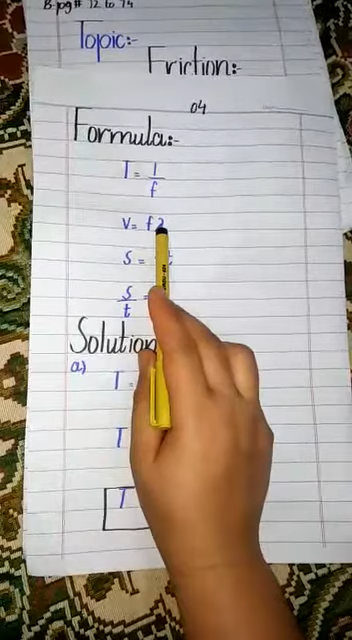 B-pg# 72 to 74
Topic:-
Friction:-
04
Formula:-
T = 1/f
V = f
S =
S/t =
Solution
a)
T =
T
T